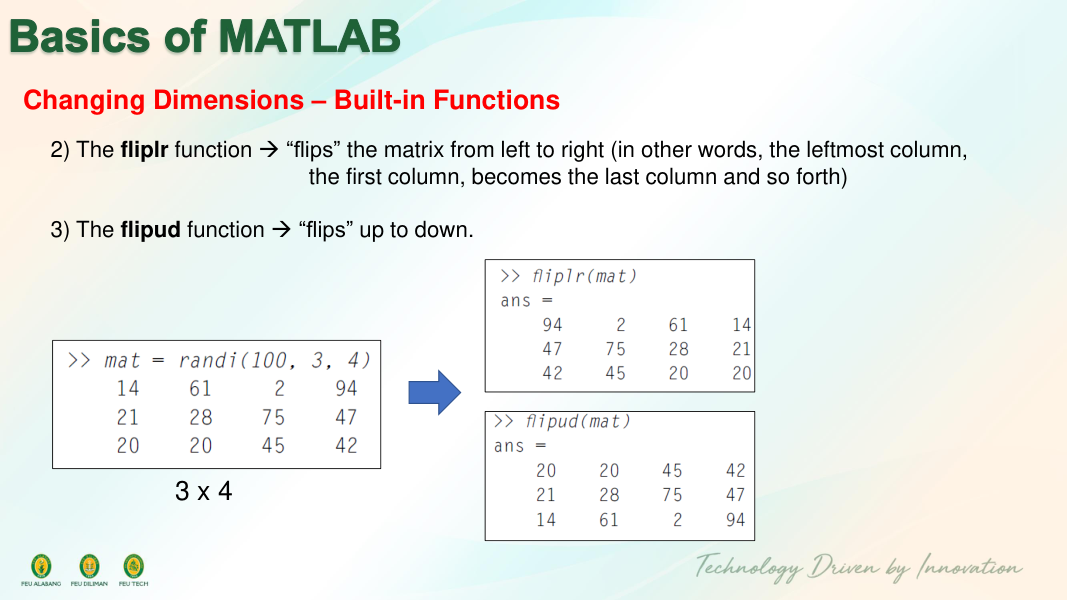 Basics of MATLAB
Changing Dimensions – Built-in Functions
2) The fliplr function → “flips” the matrix from left to right (in other words, the leftmost column,
the first column, becomes the last column and so forth)
3) The flipud function → “flips” up to down.
>> mat = randi(100, 3, 4)
14 61 2 94
21 28 75 47
20 20 45 42
3 x 4
>> fliplr(mat)
ans =
94 2 61 14
47 75 28 21
42 45 20 20
>> flipud(mat)
ans =
20 20 45 42
21 28 75 47
14 61 2 94
FEU ALABANG FEU DILIMAN FEU TECH
Technology Driven by Innovation